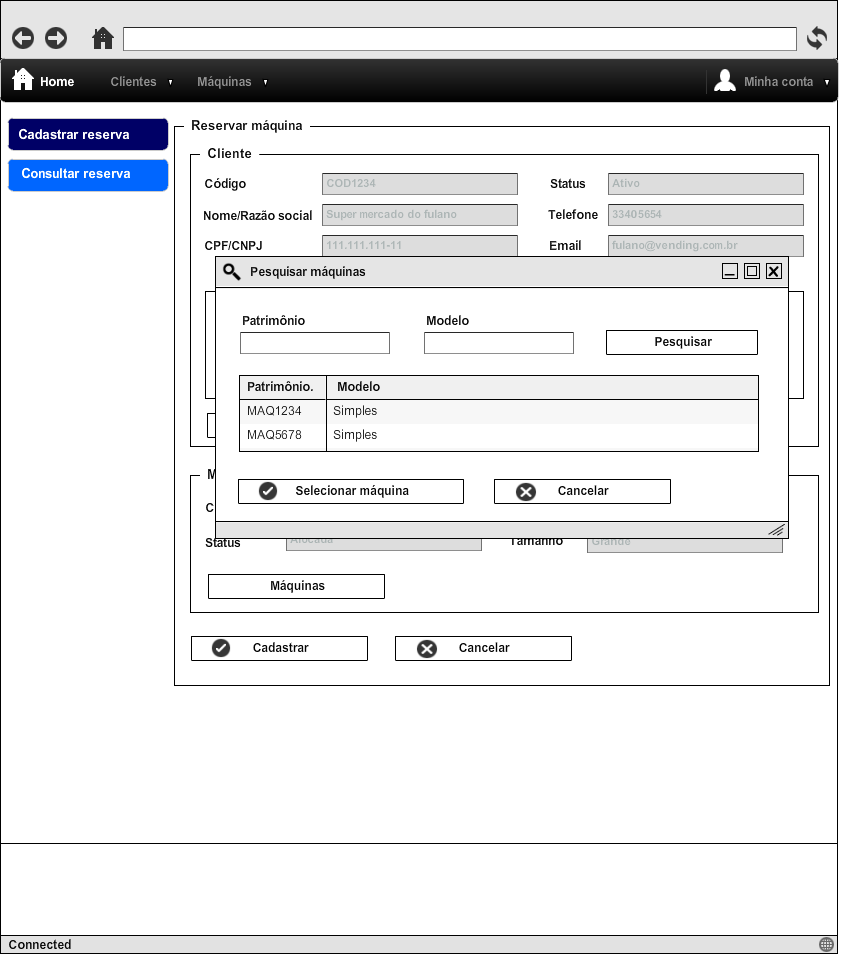 Home Clientes Máquinas Minha conta
Cadastrar reserva
Consultar reserva
Reservar máquina
Cliente
Código COD1234 Status Ativo
Nome/Razão social Super mercado do fulano Telefone 33405654
CPF/CNPJ 111.111.111-11 Email fulano@vending.com.br
Pesquisar máquinas
Patrimônio Modelo
Pesquisar
Patrimônio. Modelo
MAQ1234 Simples
MAQ5678 Simples
Selecionar máquina Cancelar
Status Alocada Tamanho Grande
Máquinas
Cadastrar Cancelar
Connected